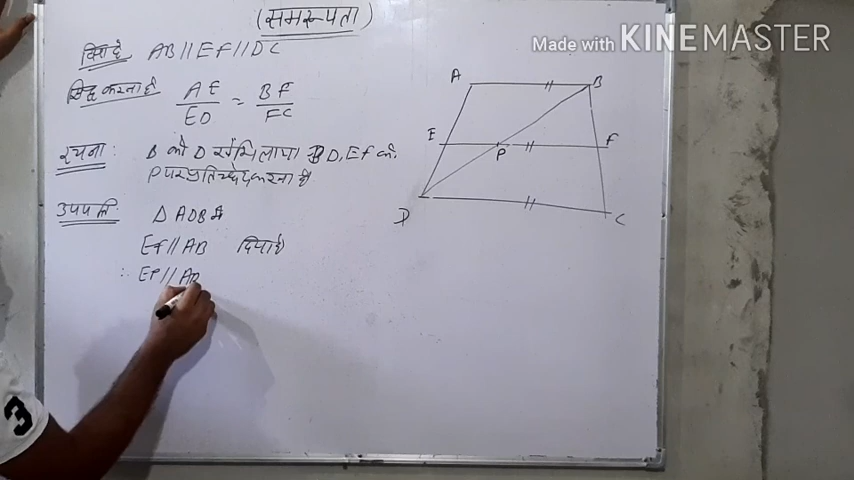 (समरूपता)
Made with KINEMASTER
दिया है AB//EF//DC
सिद्ध करना है AE/ED = BF/FC
रचना: B को D से मिलाया BD, EF को
P पर प्रतिच्छेद करता है
उपपत्ति: Δ ADB में
EF//AB दिया है
∴ EP//AB
A
B
E
P
F
D
C
3